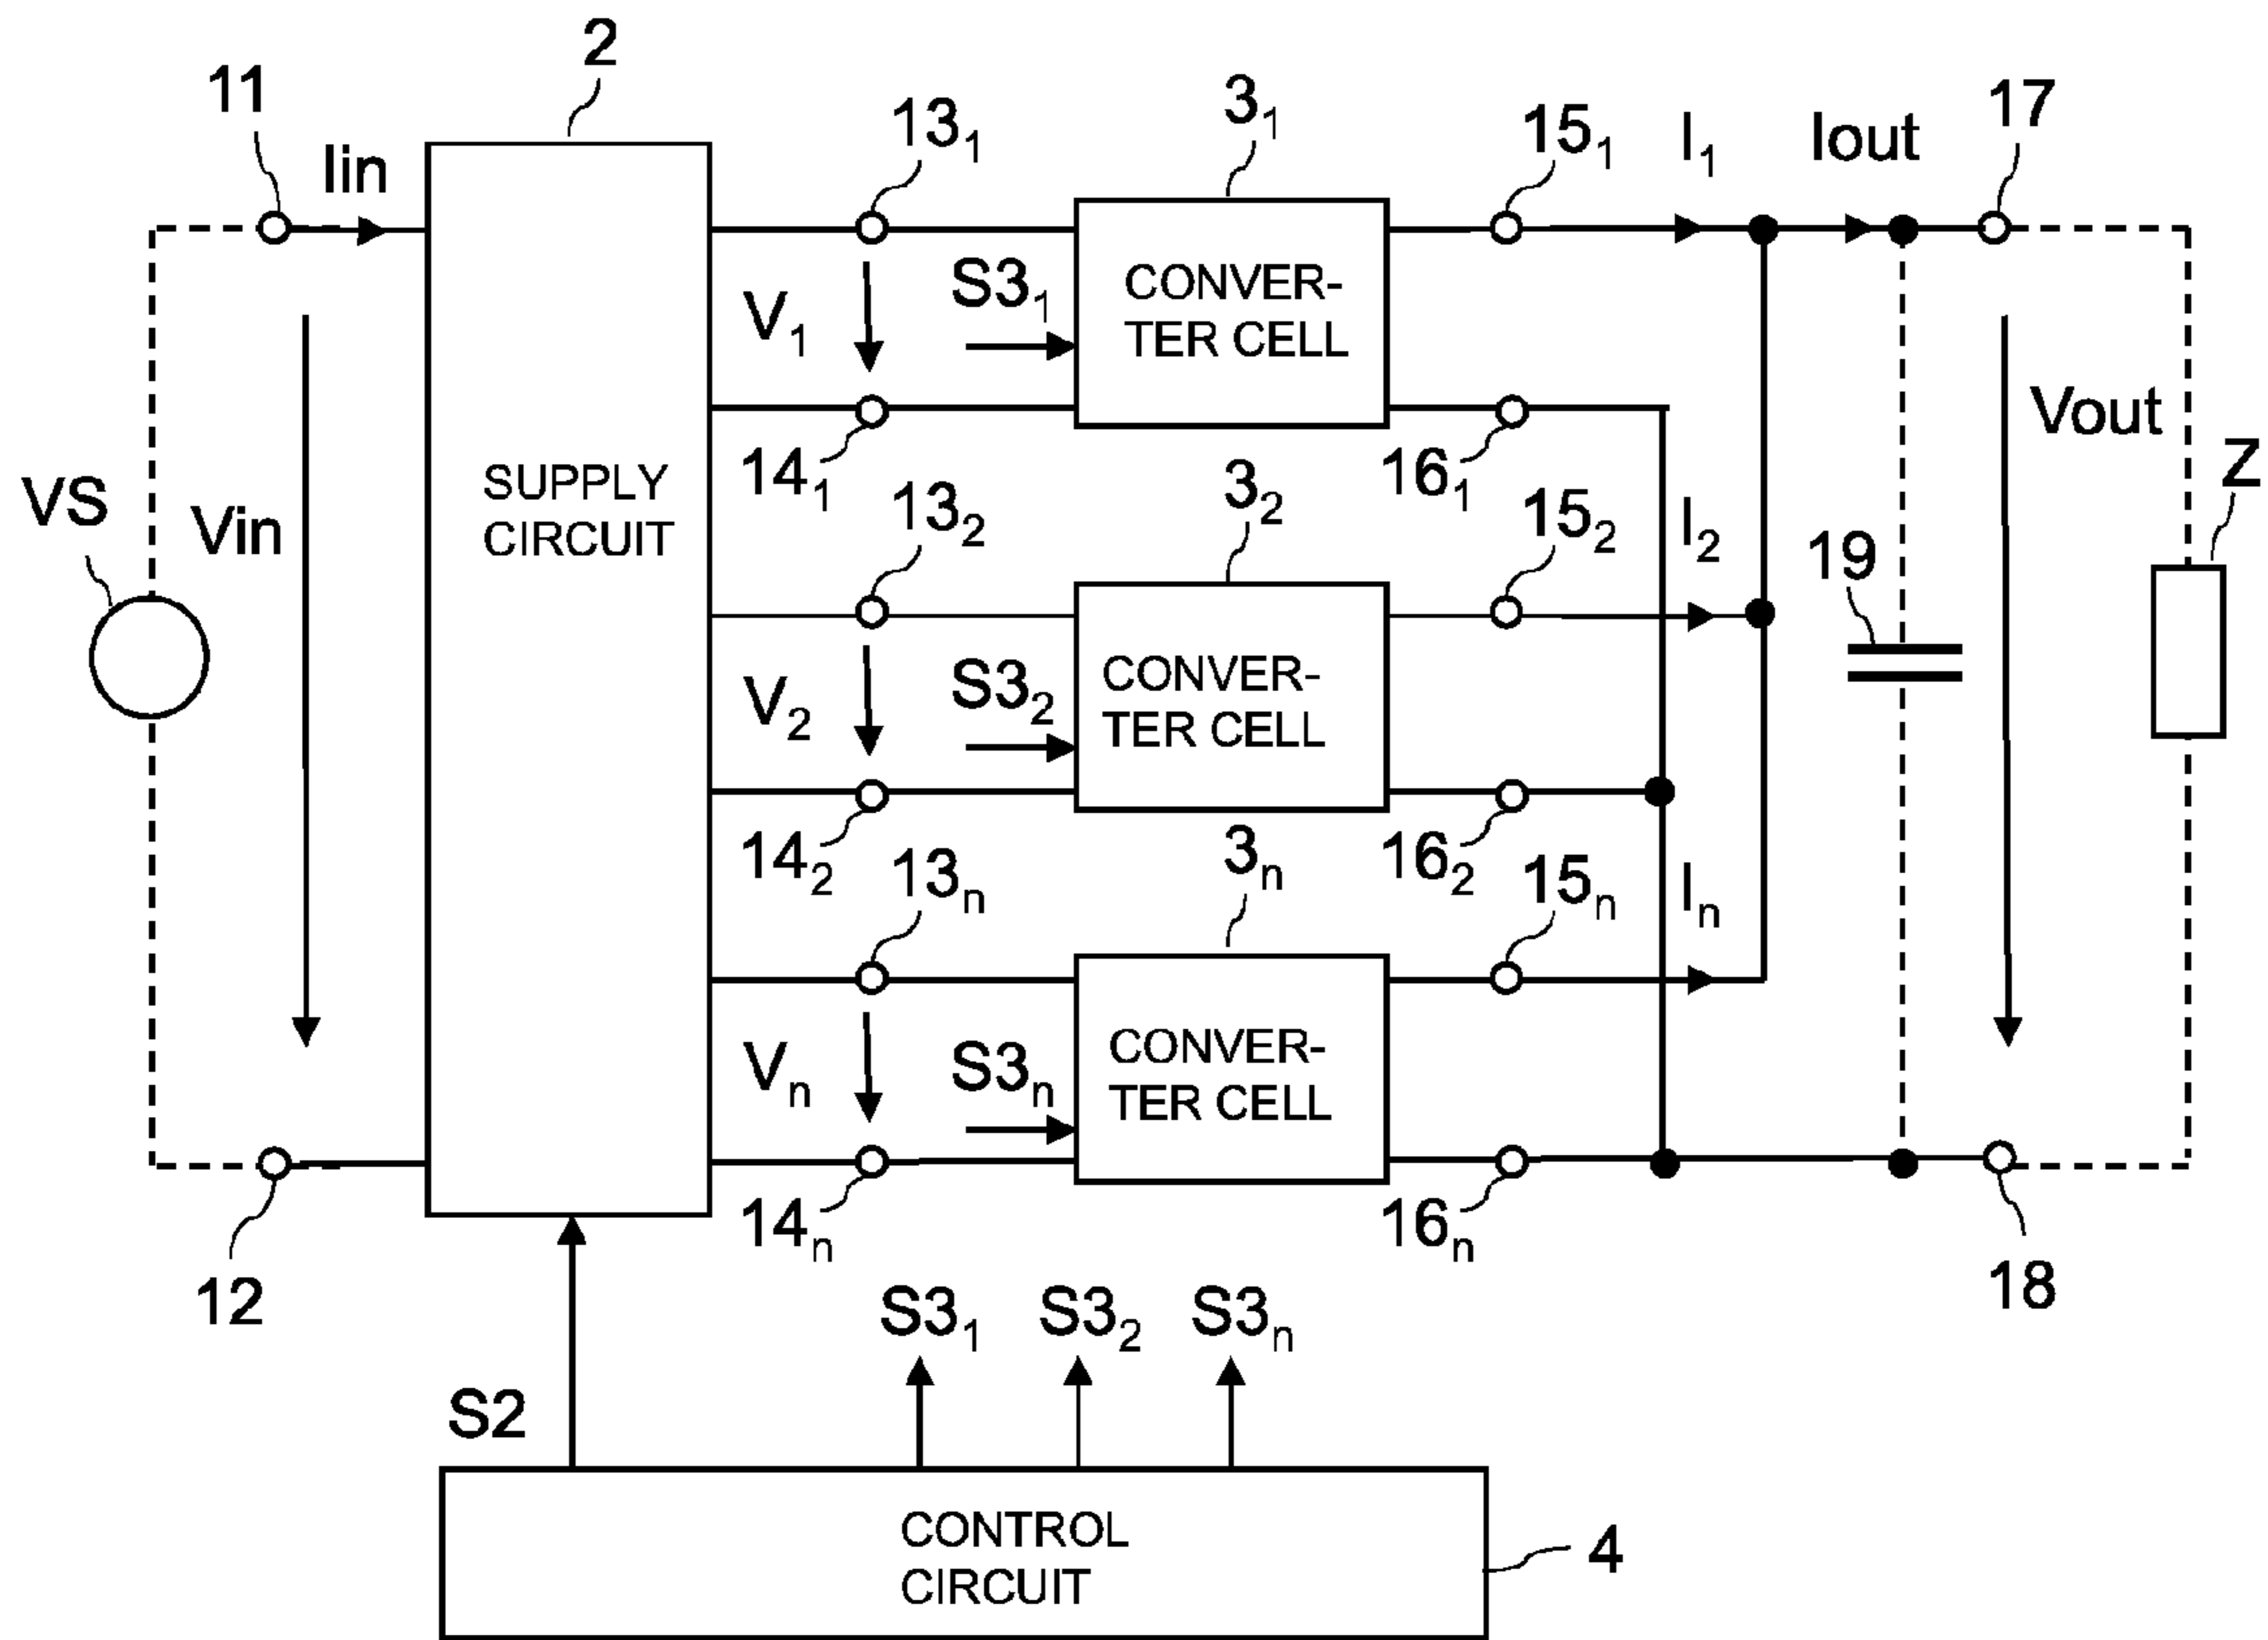 2
11
Iin
13₁
3₁
15₁
I₁
Iout
17
V₁
S3₁
CONVER-
TER CELL
14₁
16₁
Vout
Z
VS
Vin
SUPPLY
CIRCUIT
13₂
3₂
15₂
I₂
19
V₂
S3₂
CONVER-
TER CELL
14₂
16₂
13ₙ
3ₙ
15ₙ
Iₙ
Vₙ
S3ₙ
CONVER-
TER CELL
14ₙ
16ₙ
12
18
S3₁
S3₂
S3ₙ
S2
CONTROL
CIRCUIT
4